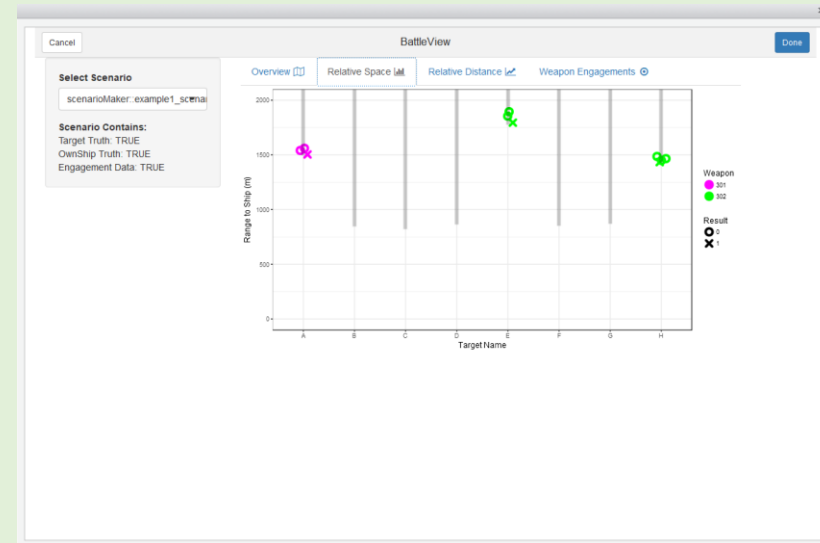 Cancel
BattleView
Done
Select Scenario
scenarioMaker::example1_scenar
Scenario Contains:
Target Truth: TRUE
OwnShip Truth: TRUE
Engagement Data: TRUE
Overview
Relative Space
Relative Distance
Weapon Engagements
Range to Ship (m)
2000
1500
1000
500
0
A B C D E F G H
Target Name
Weapon
301
302
Result
0
1